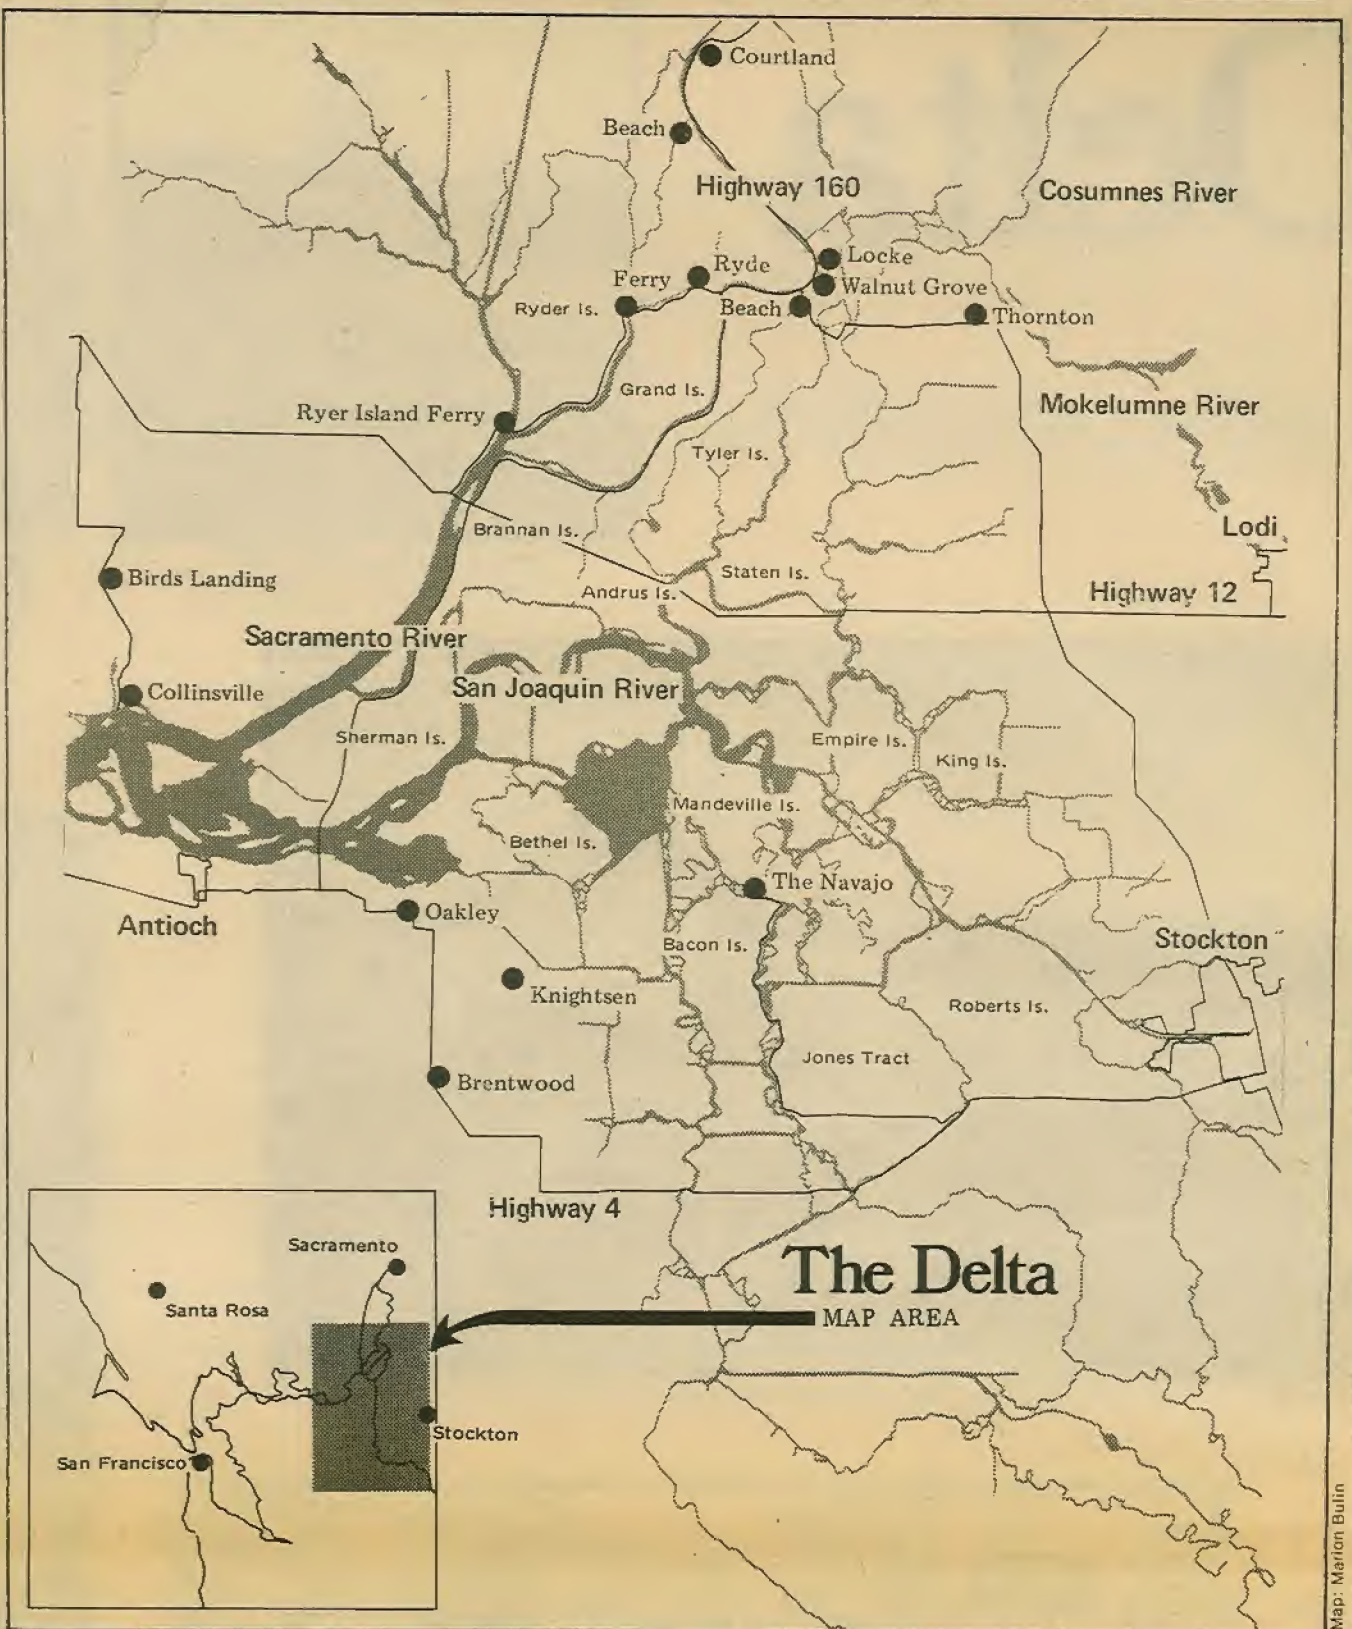 Courtland
Beach
Highway 160
Cosumnes River
Locke
Ryde
Ferry
Walnut Grove
Ryder Is.
Beach
Thornton
Grand Is.
Ryer Island Ferry
Mokelumne River
Tyler Is.
Brannan Is.
Lodi
Birds Landing
Staten Is.
Andrus Is.
Highway 12
Sacramento River
Collinsville
San Joaquin River
Sherman Is.
Empire Is.
King Is.
Mandeville Is.
Bethel Is.
The Navajo
Oakley
Antioch
Bacon Is.
Stockton
Knightsen
Roberts Is.
Jones Tract
Brentwood
Highway 4
The Delta
MAP AREA
Sacramento
Santa Rosa
Stockton
San Francisco
Map: Marion Bulin